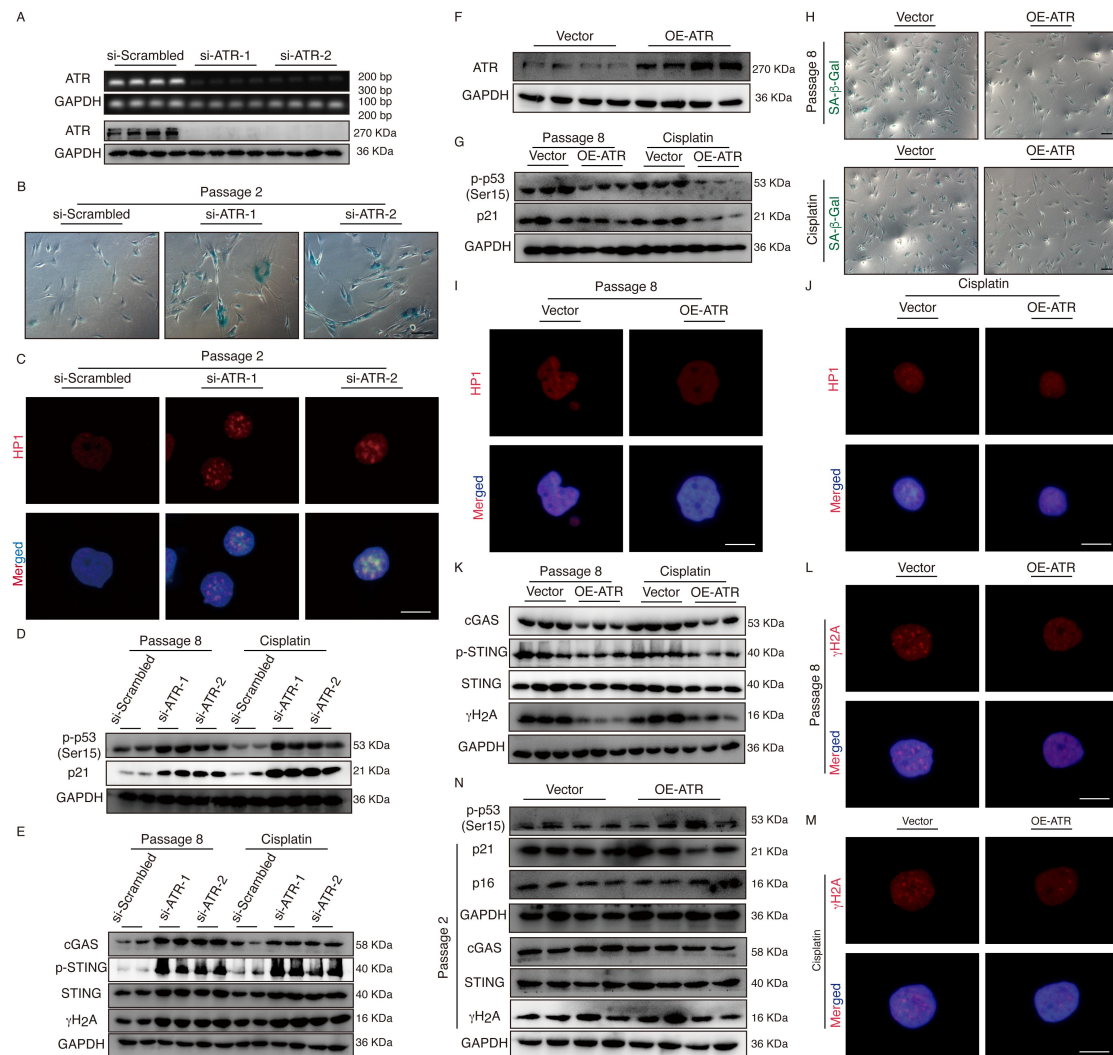 A
si-Scrambled si-ATR-1 si-ATR-2
ATR
200 bp
300 bp
GAPDH
100 bp
200 bp
ATR
270 KDa
GAPDH
36 KDa
B
Passage 2
si-Scrambled si-ATR-1 si-ATR-2
C
Passage 2
si-Scrambled si-ATR-1 si-ATR-2
HP1
Merged
D
Passage 8 Cisplatin
si-Scrambled si-ATR-1 si-ATR-2 si-Scrambled si-ATR-1 si-ATR-2
p-p53
(Ser15)
53 KDa
p21
21 KDa
GAPDH
36 KDa
E
Passage 8 Cisplatin
si-Scrambled si-ATR-1 si-ATR-2 si-Scrambled si-ATR-1 si-ATR-2
cGAS
58 KDa
p-STING
40 KDa
STING
40 KDa
γH2A
16 KDa
GAPDH
36 KDa
F
Vector OE-ATR
ATR
270 KDa
GAPDH
36 KDa
G
Passage 8 Cisplatin
Vector OE-ATR Vector OE-ATR
p-p53
(Ser15)
53 KDa
p21
21 KDa
GAPDH
36 KDa
H
Vector OE-ATR
Passage 8
SA-β-Gal
Vector OE-ATR
Cisplatin
SA-β-Gal
I
Passage 8
Vector OE-ATR
HP1
Merged
J
Cisplatin
Vector OE-ATR
HP1
Merged
K
Passage 8 Cisplatin
Vector OE-ATR Vector OE-ATR
cGAS
53 KDa
p-STING
40 KDa
STING
40 KDa
γH2A
16 KDa
GAPDH
36 KDa
L
Vector OE-ATR
Passage 8
γH2A
Merged
M
Vector OE-ATR
Cisplatin
γH2A
Merged
N
Vector OE-ATR
Passage 2
p-p53
(Ser15)
53 KDa
p21
21 KDa
p16
16 KDa
GAPDH
36 KDa
cGAS
58 KDa
STING
40 KDa
γH2A
16 KDa
GAPDH
36 KDa